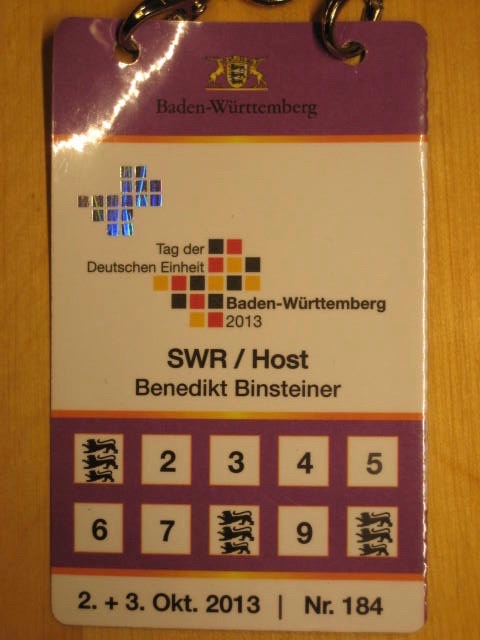 Baden-Württemberg
Tag der
Deutschen Einheit
Baden-Württemberg
2013
SWR / Host
Benedikt Binsteiner
2 3 4 5
6 7 9
2. + 3. Okt. 2013 | Nr. 184